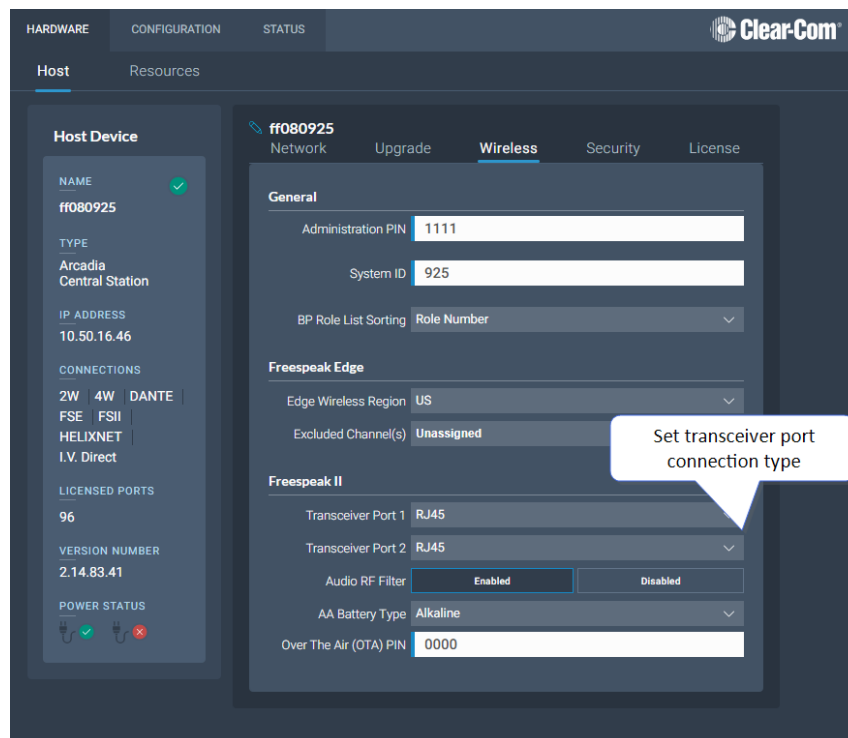 HARDWARE CONFIGURATION STATUS Clear-Com®
Host Resources
Host Device
NAME
ff080925
TYPE
Arcadia
Central Station
IP ADDRESS
10.50.16.46
CONNECTIONS
2W 4W DANTE
FSE FSII
HELIXNET
I.V. Direct
LICENSED PORTS
96
VERSION NUMBER
2.14.83.41
POWER STATUS
ff080925
Network Upgrade Wireless Security License
General
Administration PIN 1111
System ID 925
BP Role List Sorting Role Number
Freespeak Edge
Edge Wireless Region US
Excluded Channel(s) Unassigned
Set transceiver port
connection type
Freespeak II
Transceiver Port 1 RJ45
Transceiver Port 2 RJ45
Audio RF Filter Enabled Disabled
AA Battery Type Alkaline
Over The Air (OTA) PIN 0000